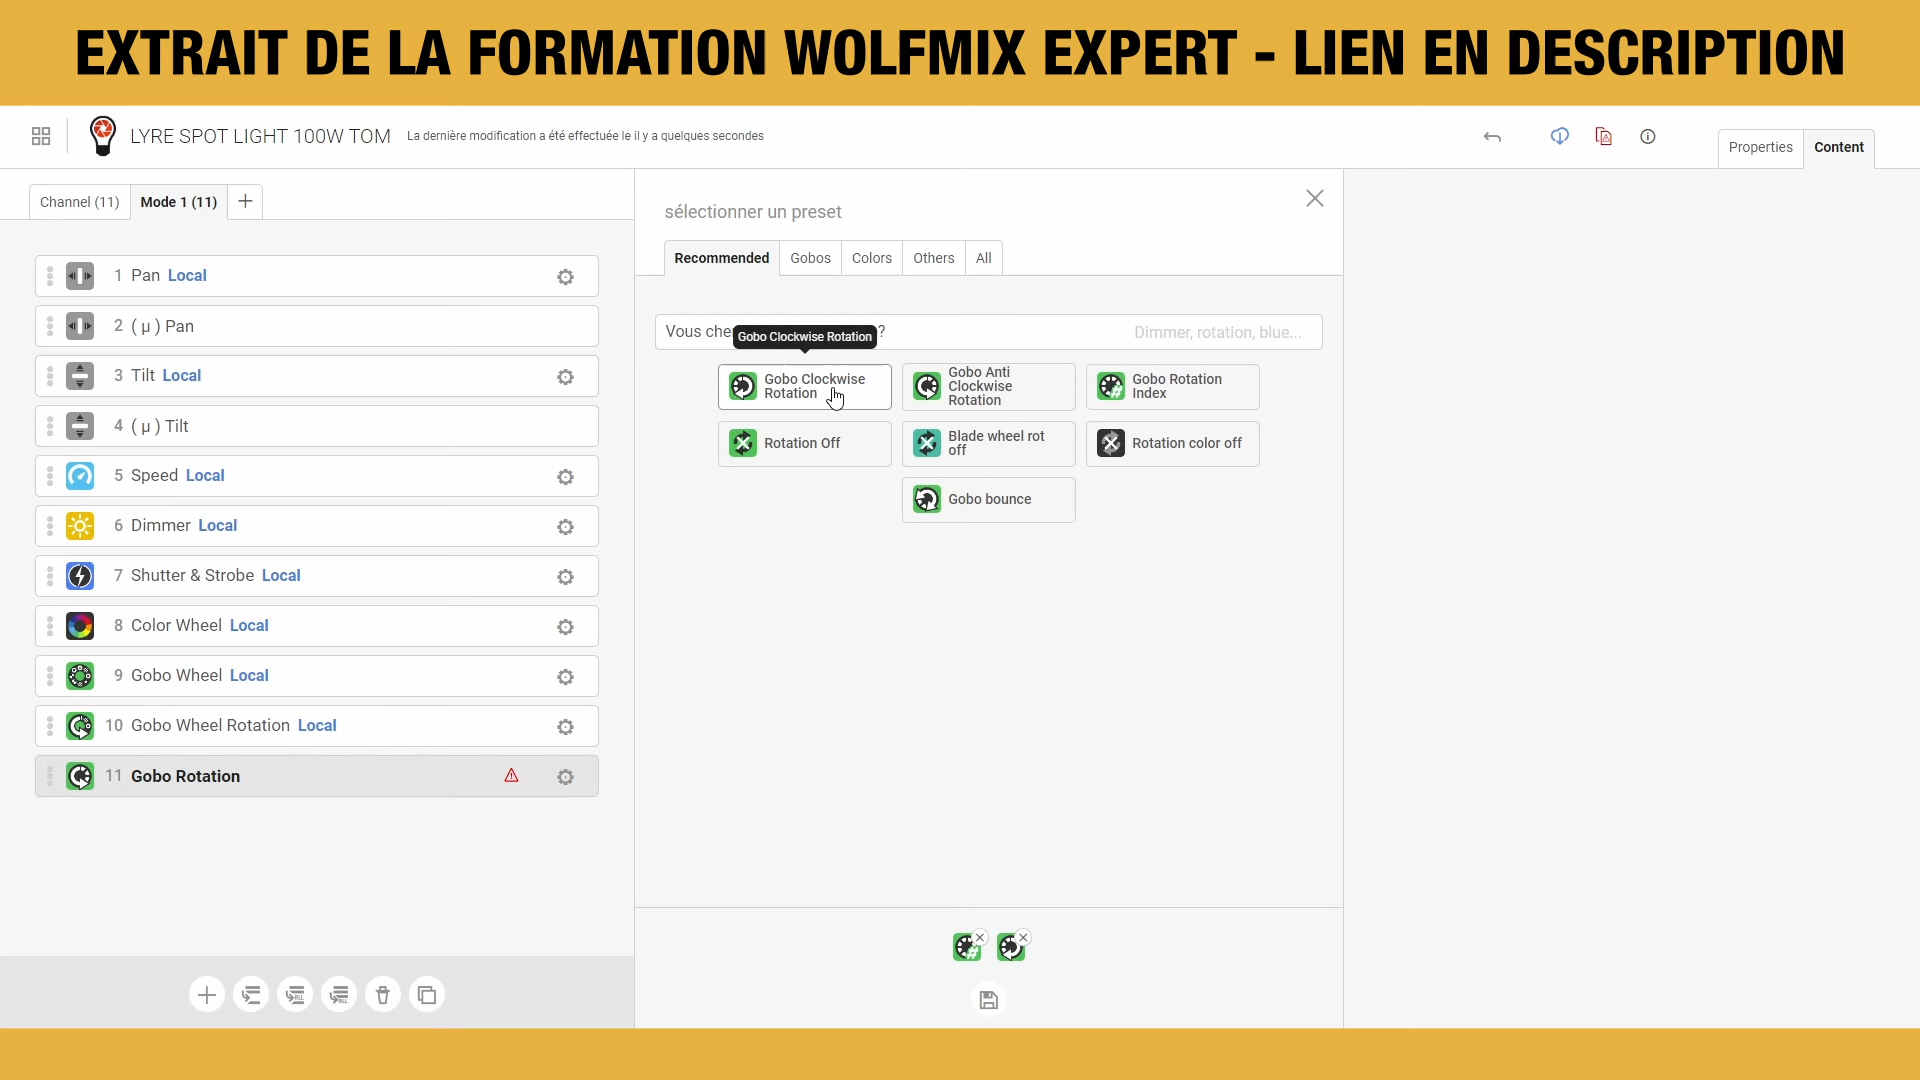 EXTRAIT DE LA FORMATION WOLFMIX EXPERT - LIEN EN DESCRIPTION
LYRE SPOT LIGHT 100W TOM
La dernière modification a été effectuée le il y a quelques secondes
Properties
Content
Channel (11)
Mode 1 (11)
1 Pan Local
2 ( µ ) Pan
3 Tilt Local
4 ( µ ) Tilt
5 Speed Local
6 Dimmer Local
7 Shutter & Strobe Local
8 Color Wheel Local
9 Gobo Wheel Local
10 Gobo Wheel Rotation Local
11 Gobo Rotation
sélectionner un preset
Recommended
Gobos
Colors
Others
All
Vous che ?
Dimmer, rotation, blue...
Gobo Clockwise Rotation
Gobo Clockwise
Rotation
Gobo Anti
Clockwise
Rotation
Gobo Rotation
Index
Rotation Off
Blade wheel rot
off
Rotation color off
Gobo bounce